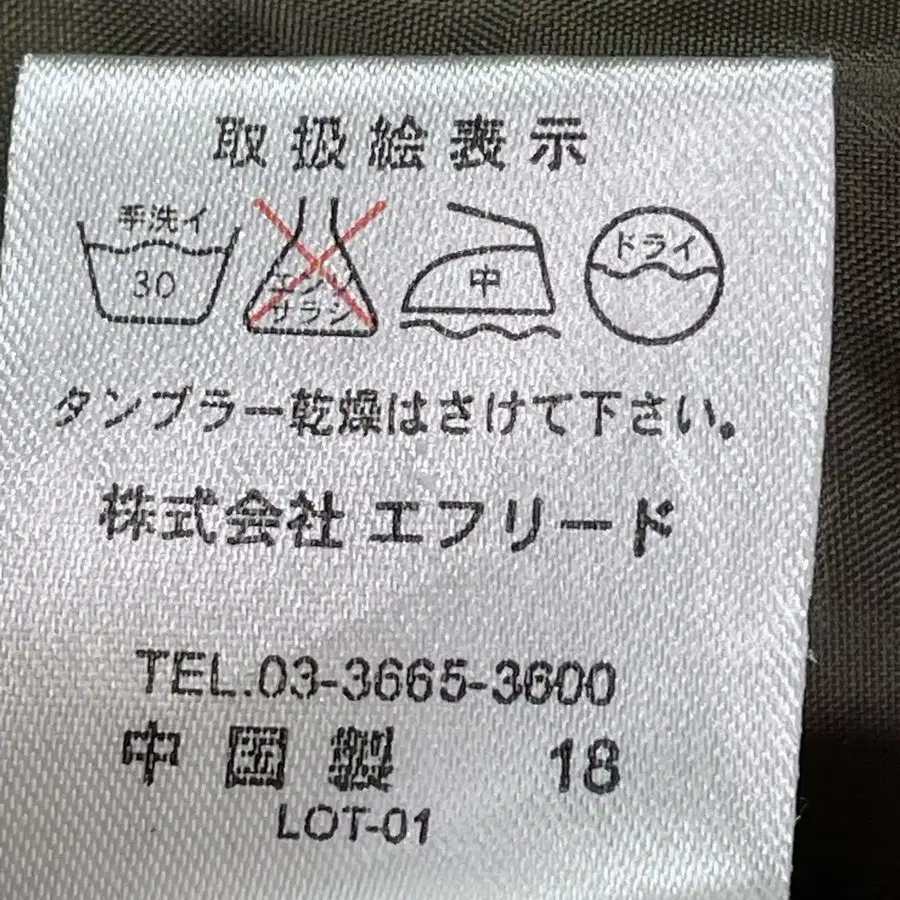 取扱絵表示
手洗イ エンソ 中 ドライ
30 サラシ
タンブラー乾燥はさけて下さい。
株式会社 エフリード
TEL.03-3665-3600
中国製 18
LOT-01